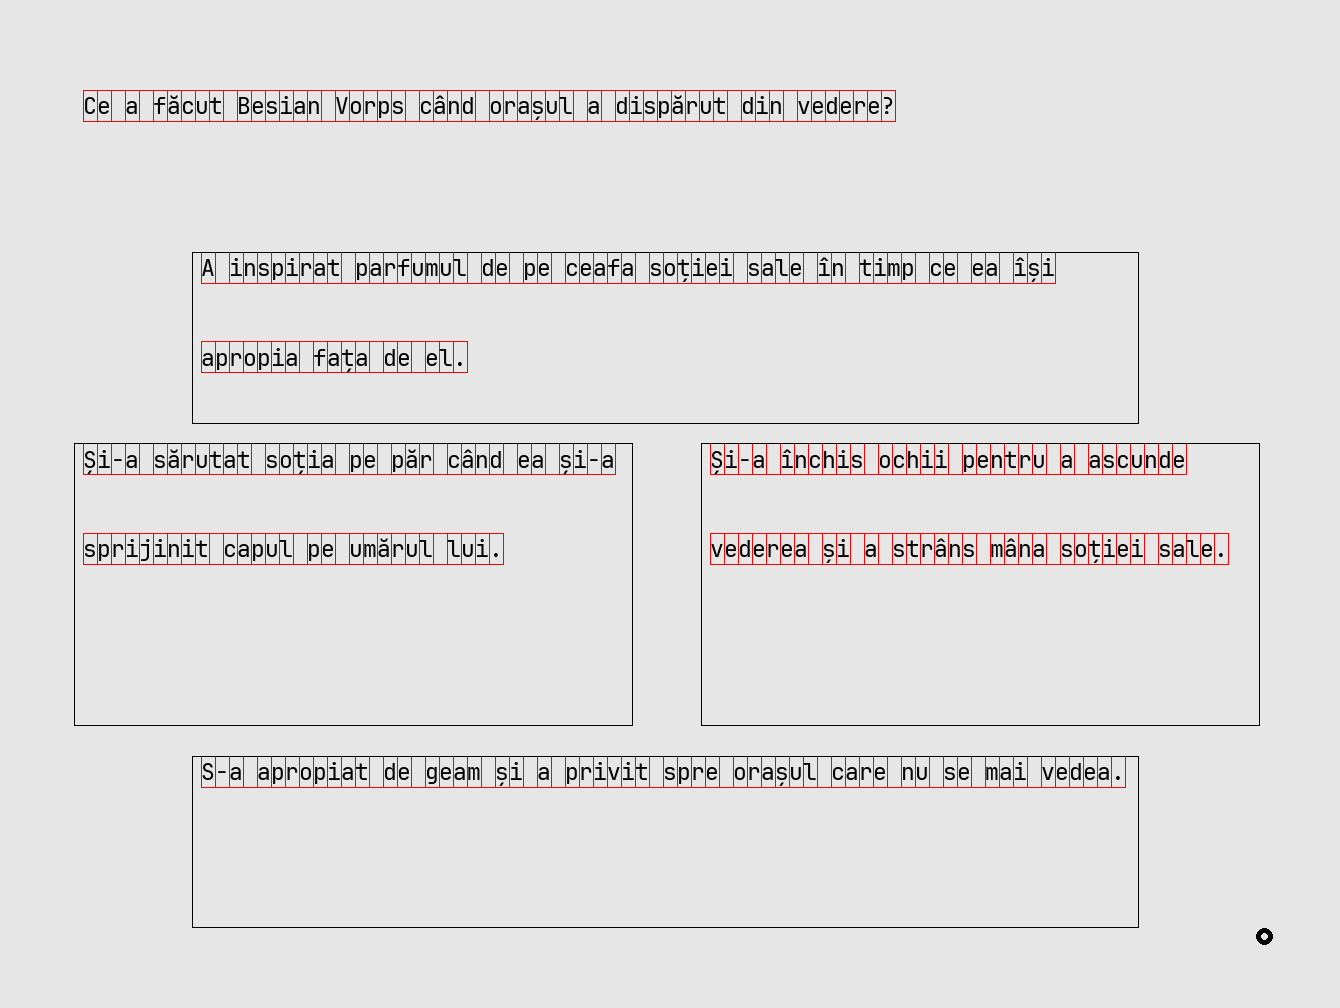 Ce a făcut Besian Vorps când orașul a dispărut din vedere?
A inspirat parfumul de pe ceafa soției sale în timp ce ea își
apropia fața de el.
Și-a sărutat soția pe păr când ea și-a
sprijinit capul pe umărul lui.
Și-a închis ochii pentru a ascunde
vederea și a strâns mâna soției sale.
S-a apropiat de geam și a privit spre orașul care nu se mai vedea.